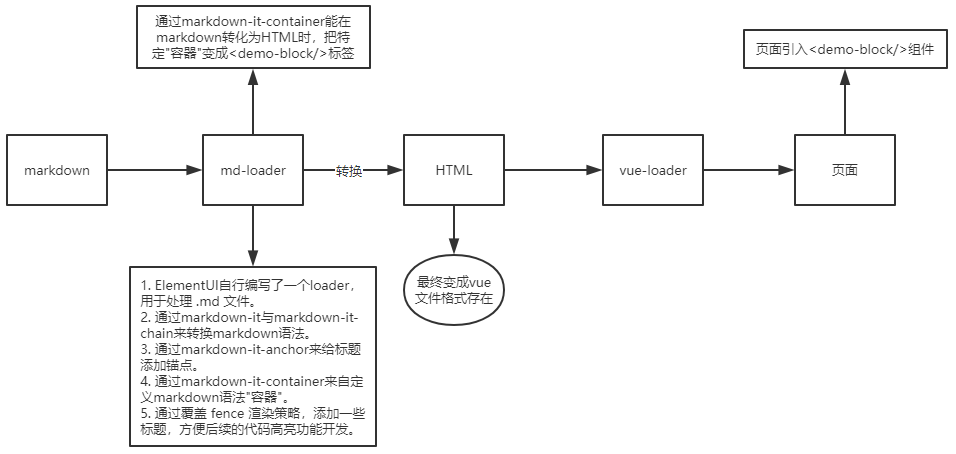 通过markdown-it-container能在
markdown转化为HTML时，把特
定"容器"变成<demo-block/>标签
页面引入<demo-block/>组件
markdown
md-loader
转换
HTML
vue-loader
页面
1. ElementUI自行编写了一个loader，
用于处理 .md 文件。
2. 通过markdown-it与markdown-it-
chain来转换markdown语法。
3. 通过markdown-it-anchor来给标题
添加锚点。
4. 通过markdown-it-container来自定
义markdown语法"容器"。
5. 通过覆盖 fence 渲染策略，添加一些
标题，方便后续的代码高亮功能开发。
最终变成vue
文件格式存在